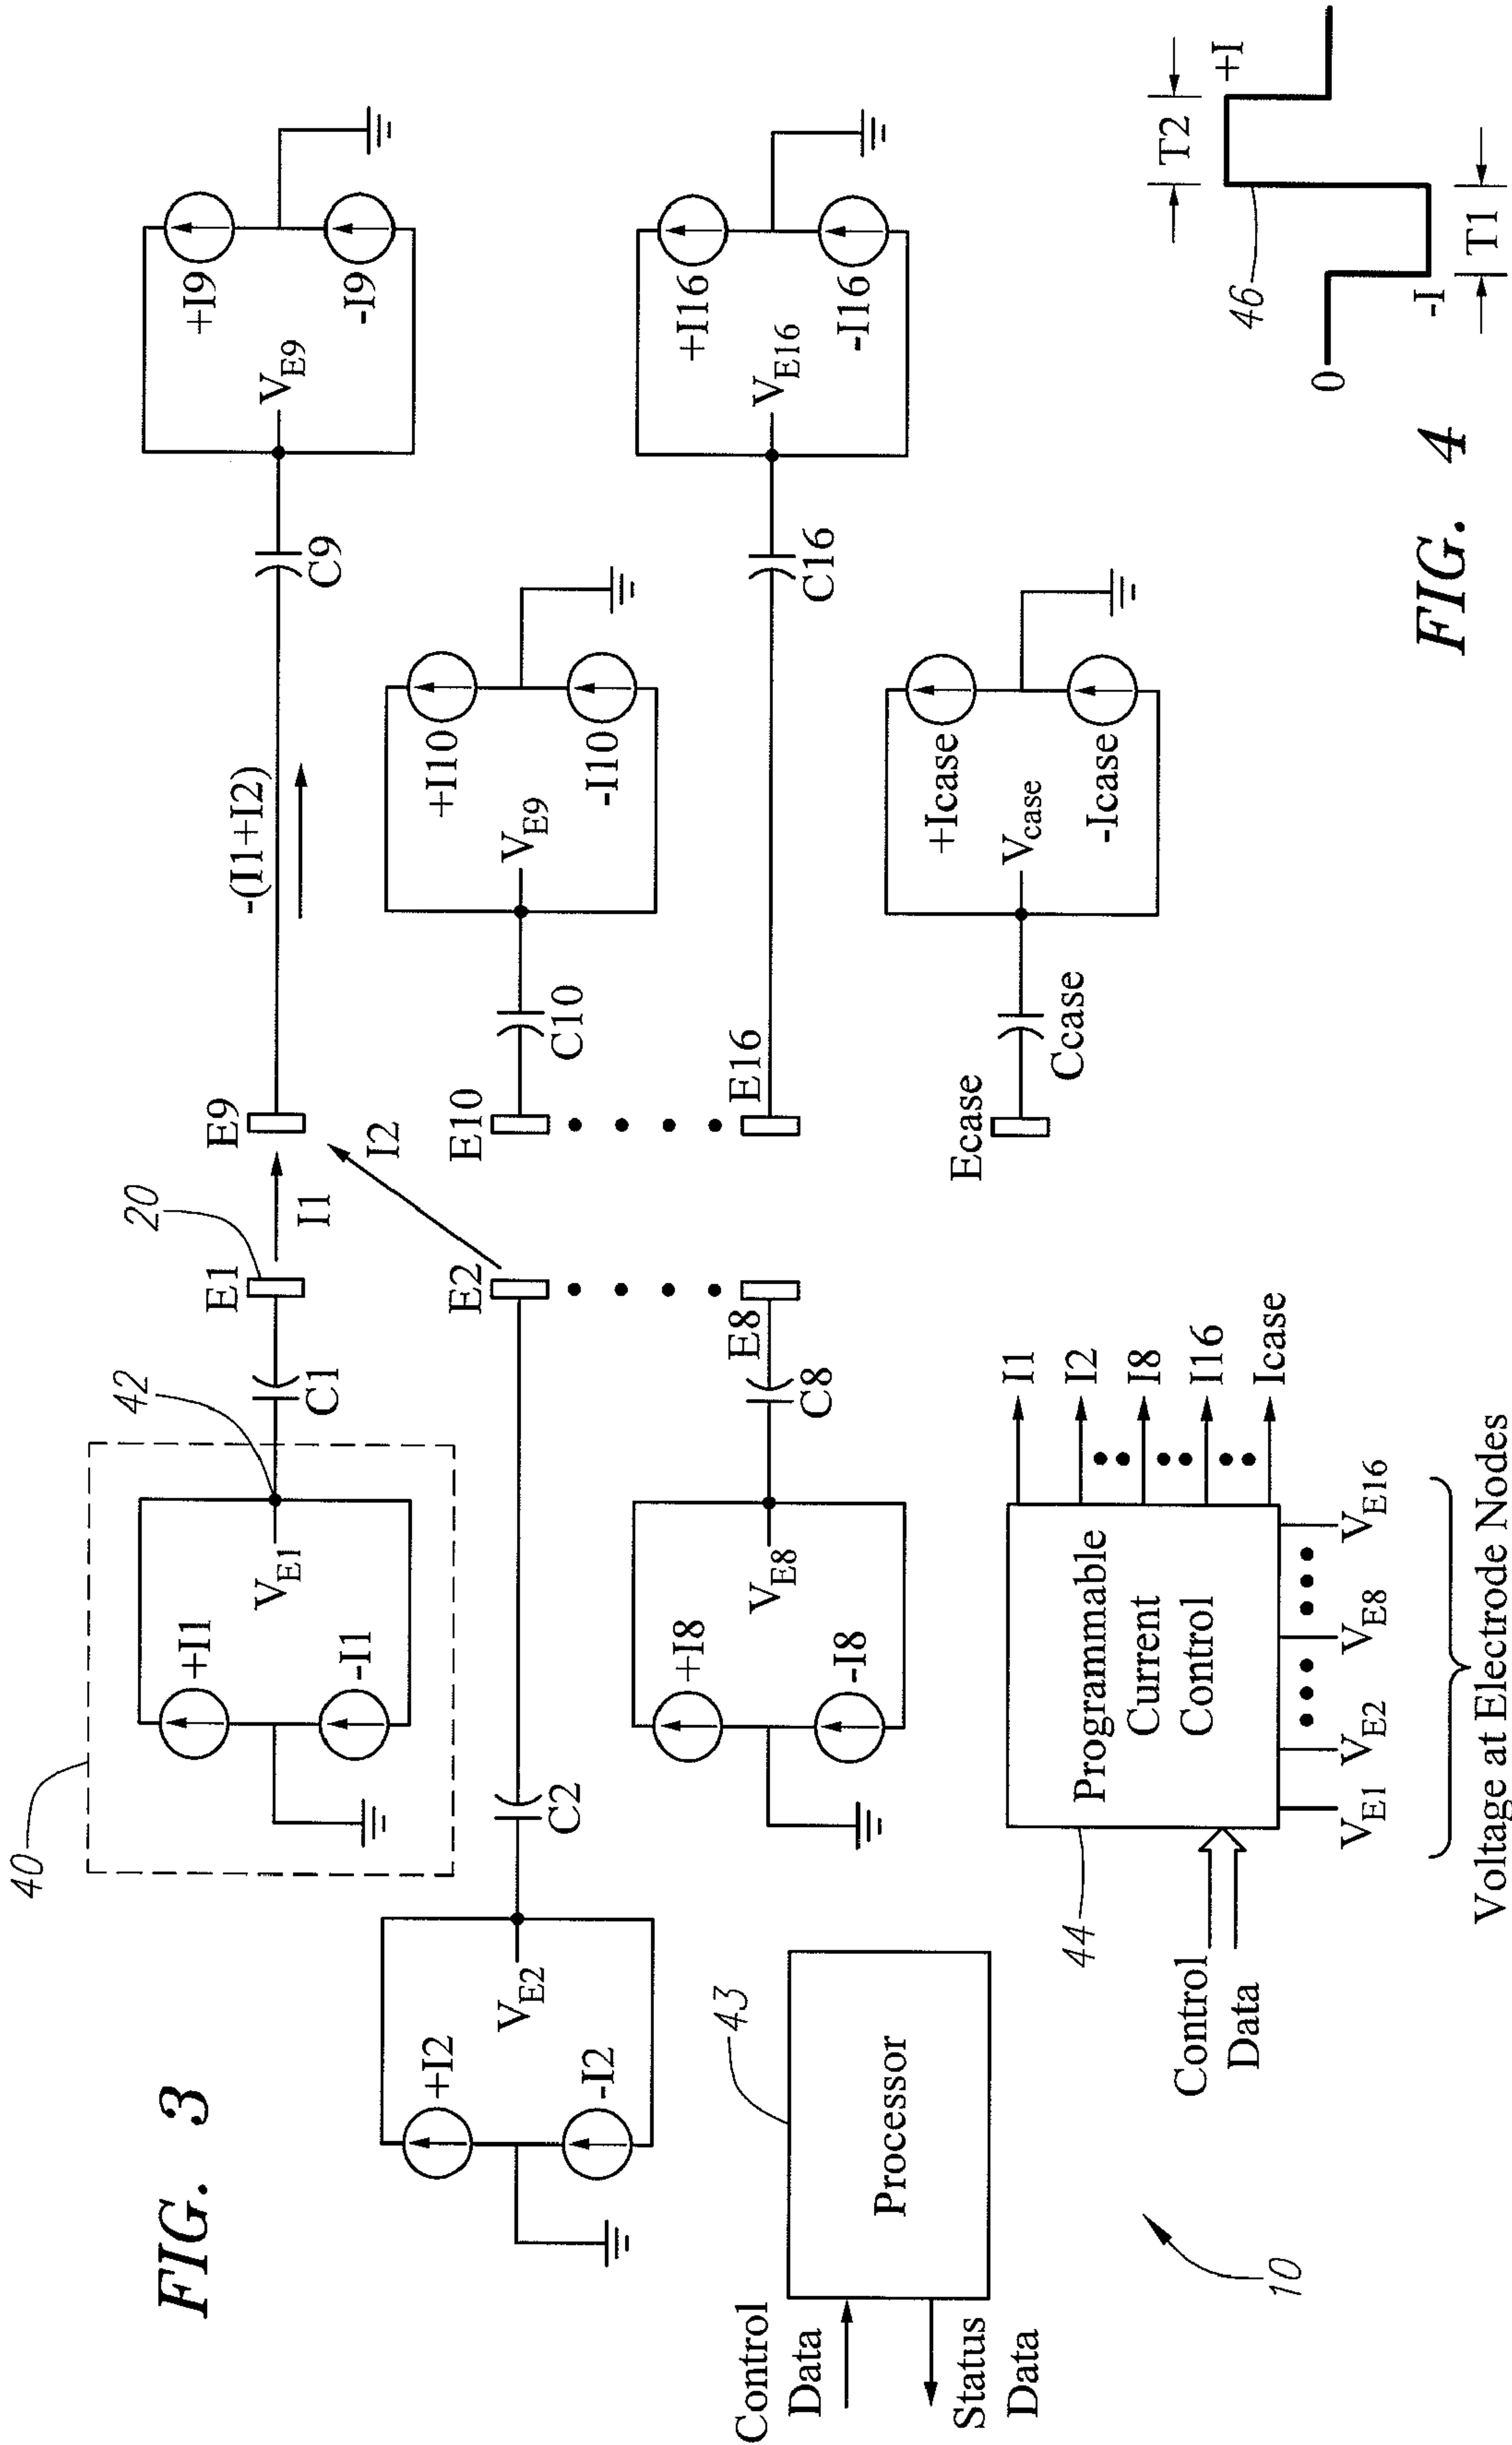 FIG. 3
40
+I1
-I1
VE1
42
C1
E1
20
I1
E9
-(I1+I2)
C9
VE9
+I9
-I9
+I2
-I2
VE2
C2
E2
I2
E10
C10
VE9
+I10
-I10
+I8
-I8
VE8
C8
E8
E16
C16
VE16
+I16
-I16
Control
Data
Status
Data
Processor
43
Ecase
Ccase
Vcase
+Icase
-Icase
44
Control
Data
Programmable
Current
Control
I1
I2
I8
I16
Icase
VE1
VE2
VE8
VE16
Voltage at Electrode Nodes
10
FIG. 4
0
-I
+I
46
T1
T2